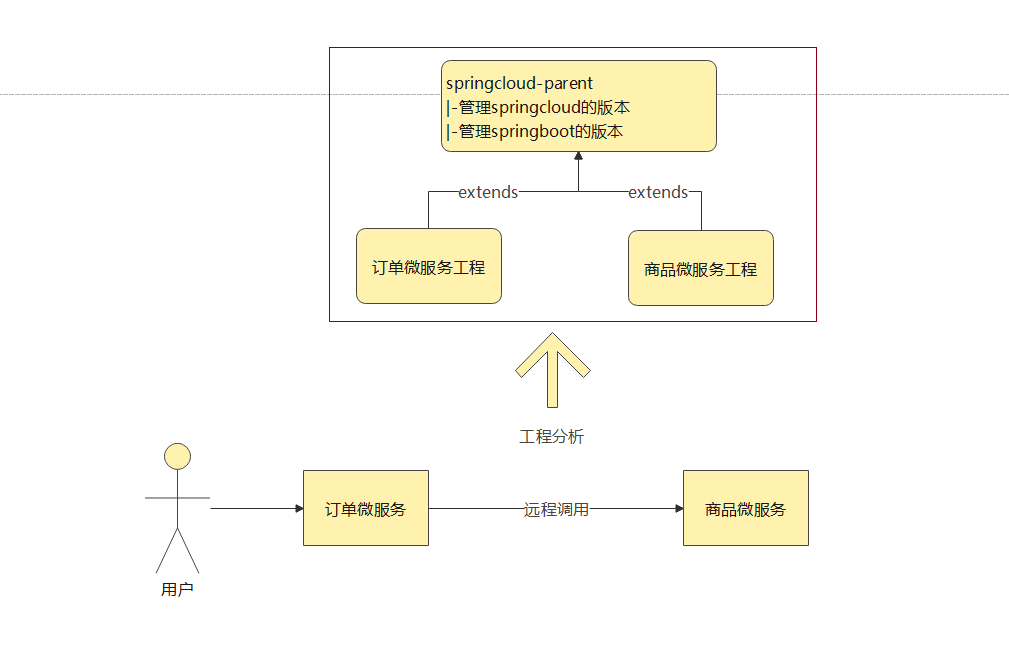 springcloud-parent
|-管理springcloud的版本
|-管理springboot的版本
extends
extends
订单微服务工程
商品微服务工程
工程分析
订单微服务
远程调用
商品微服务
用户